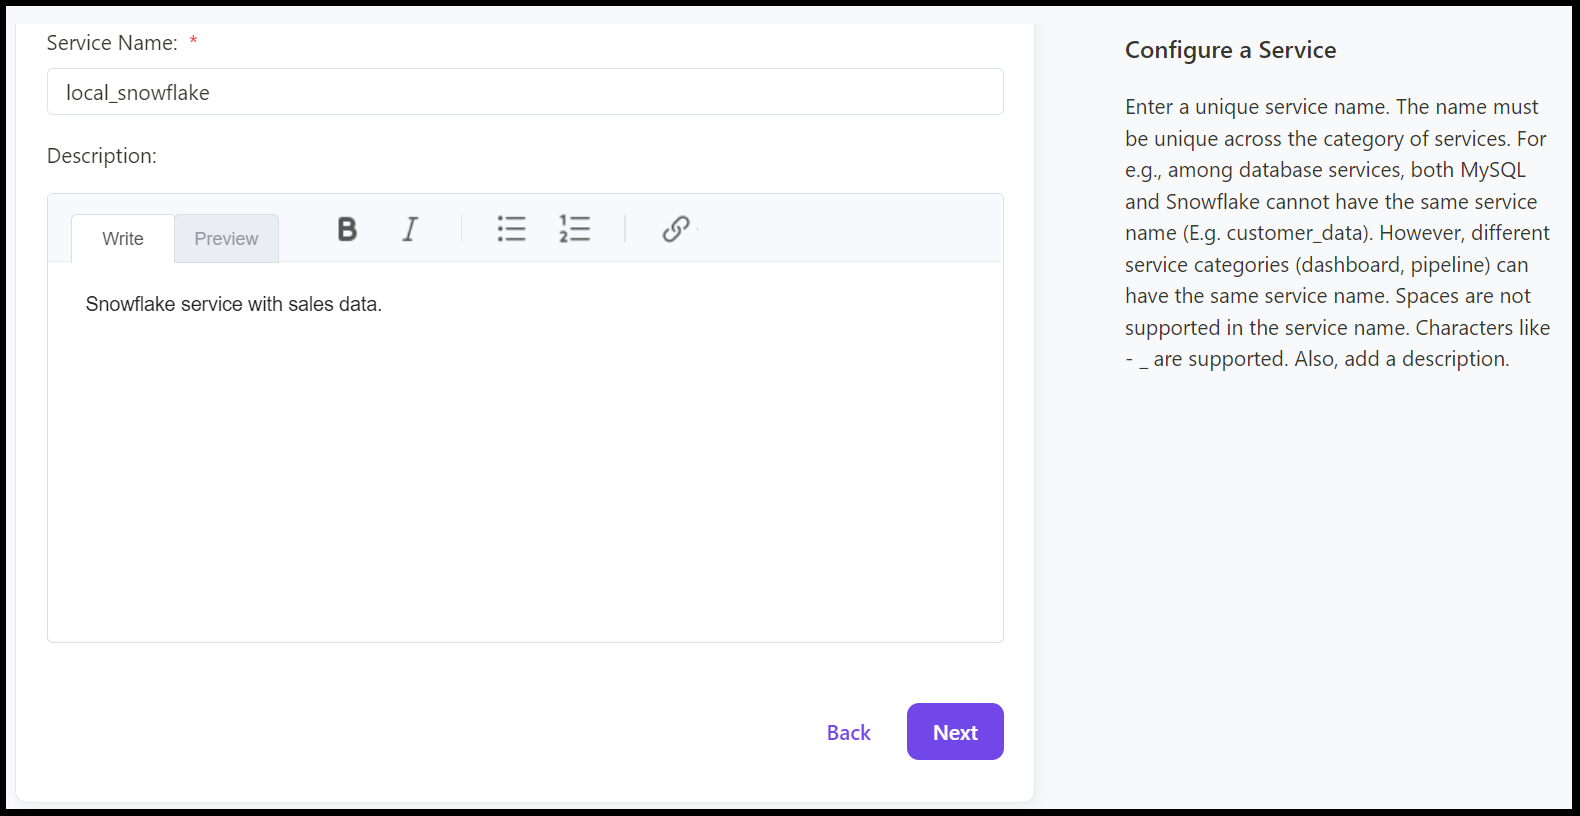 Service Name: *
local_snowflake
Description:
Write Preview B I
Snowflake service with sales data.
Back Next
Configure a Service
Enter a unique service name. The name must
be unique across the category of services. For
e.g., among database services, both MySQL
and Snowflake cannot have the same service
name (E.g. customer_data). However, different
service categories (dashboard, pipeline) can
have the same service name. Spaces are not
supported in the service name. Characters like
- _ are supported. Also, add a description.